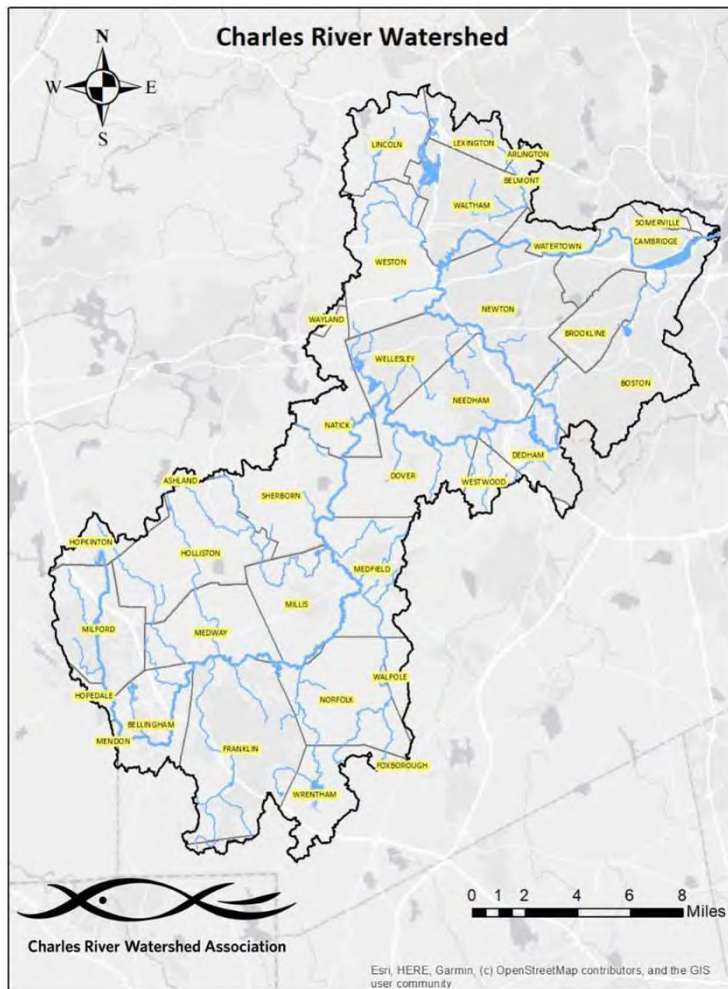 Charles River Watershed
N
W E
S
LINCOLN
LEXINGTON
ARLINGTON
BELMONT
WALTHAM
SOMERVILLE
WATERTOWN
CAMBRIDGE
WESTON
NEWTON
WAYLAND
BROOKLINE
WELLESLEY
BOSTON
NEEDHAM
NATICK
DEDHAM
DOVER
ASHLAND
WESTWOOD
SHERBORN
HOPKINTON
HOLLISTON
MEDFIELD
MILLIS
MILFORD
MEDWAY
WALPOLE
HOPEDALE
NORFOLK
BELLINGHAM
MENDON
FRANKLIN
FOXBOROUGH
WRENTHAM
0 1 2 4 6 8
Miles
Charles River Watershed Association
Esri, HERE, Garmin, (c) OpenStreetMap contributors, and the GIS
user community